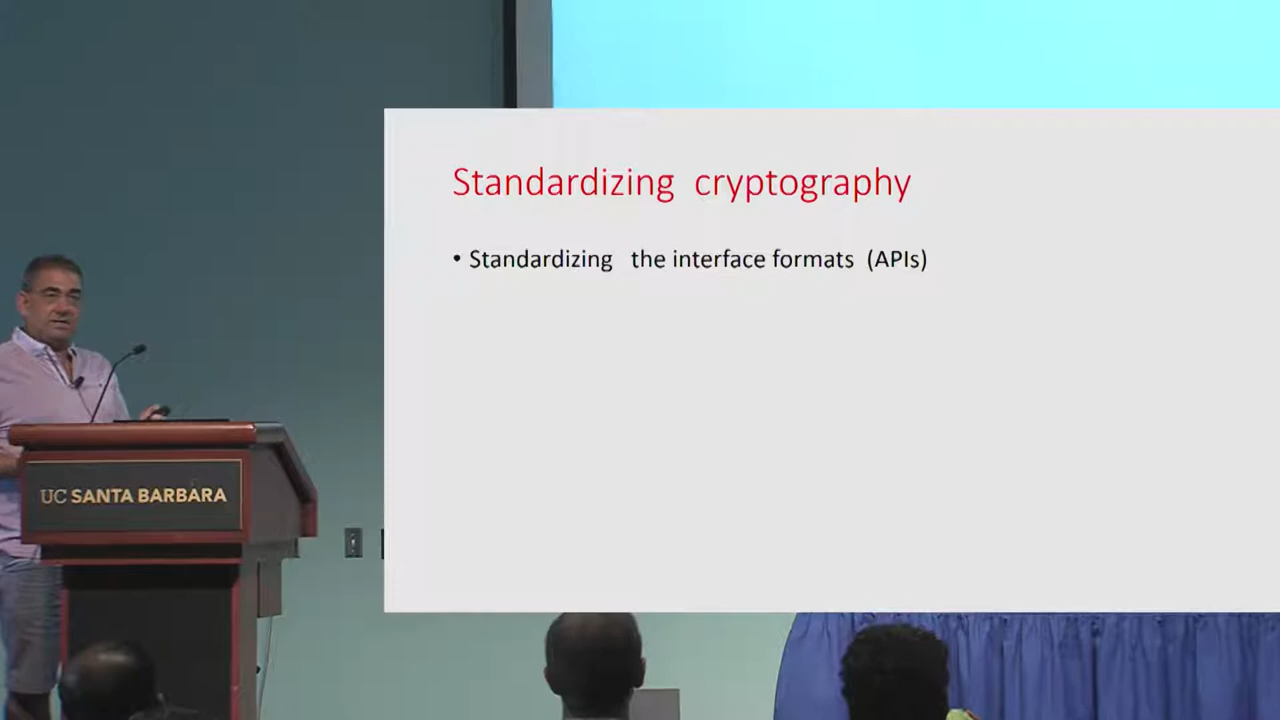 Standardizing cryptography
• Standardizing the interface formats (APIs)
UC SANTA BARBARA